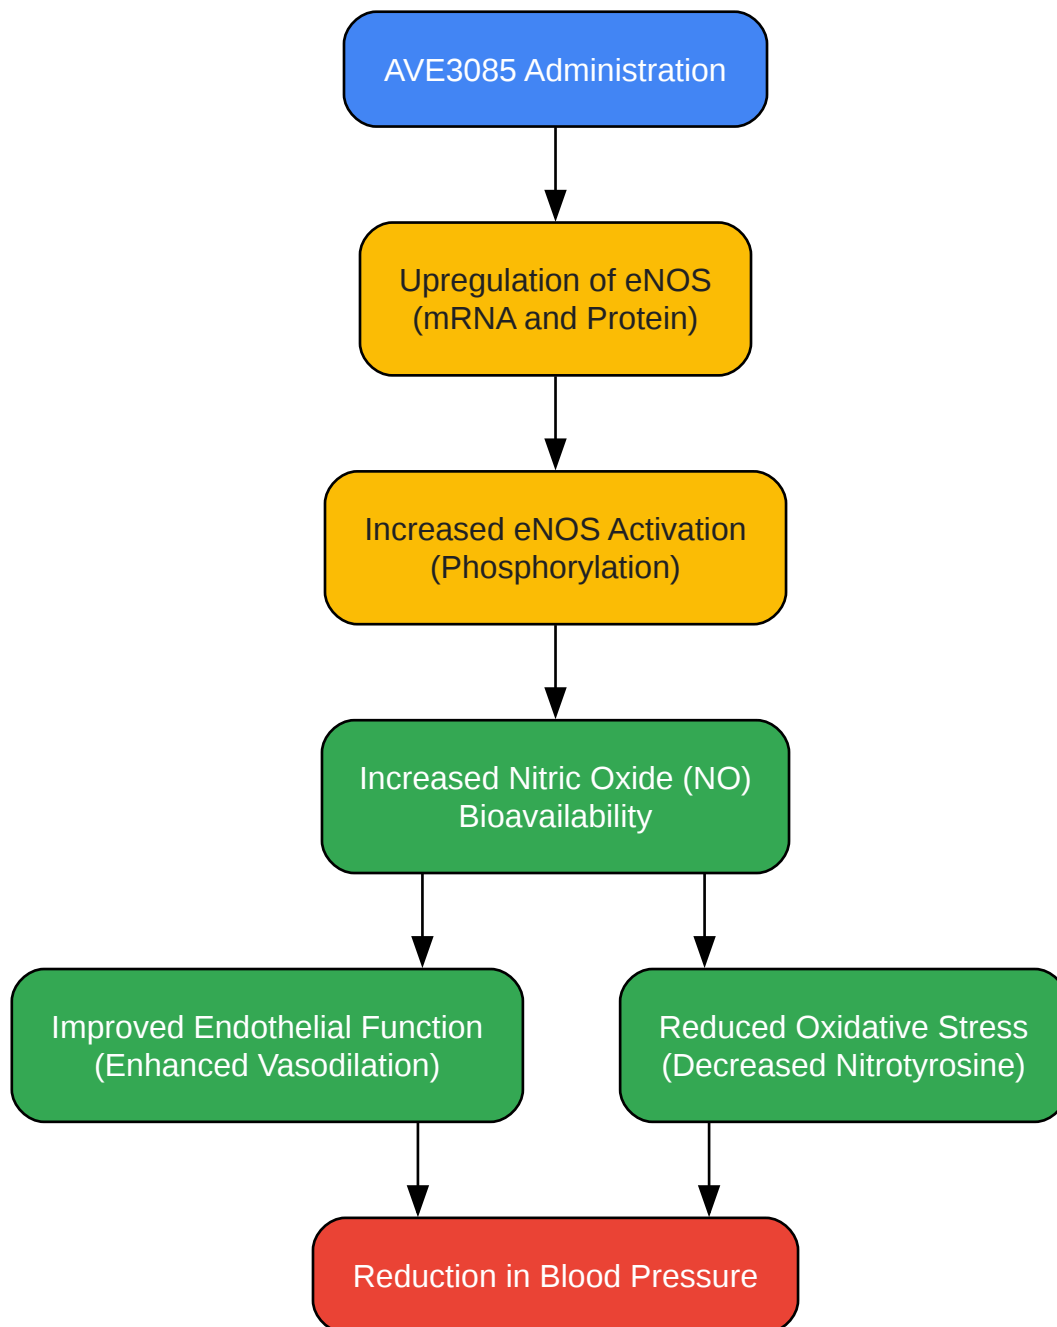 AVE3085 Administration
Upregulation of eNOS
(mRNA and Protein)
Increased eNOS Activation
(Phosphorylation)
Increased Nitric Oxide (NO)
Bioavailability
Improved Endothelial Function
(Enhanced Vasodilation)
Reduced Oxidative Stress
(Decreased Nitrotyrosine)
Reduction in Blood Pressure